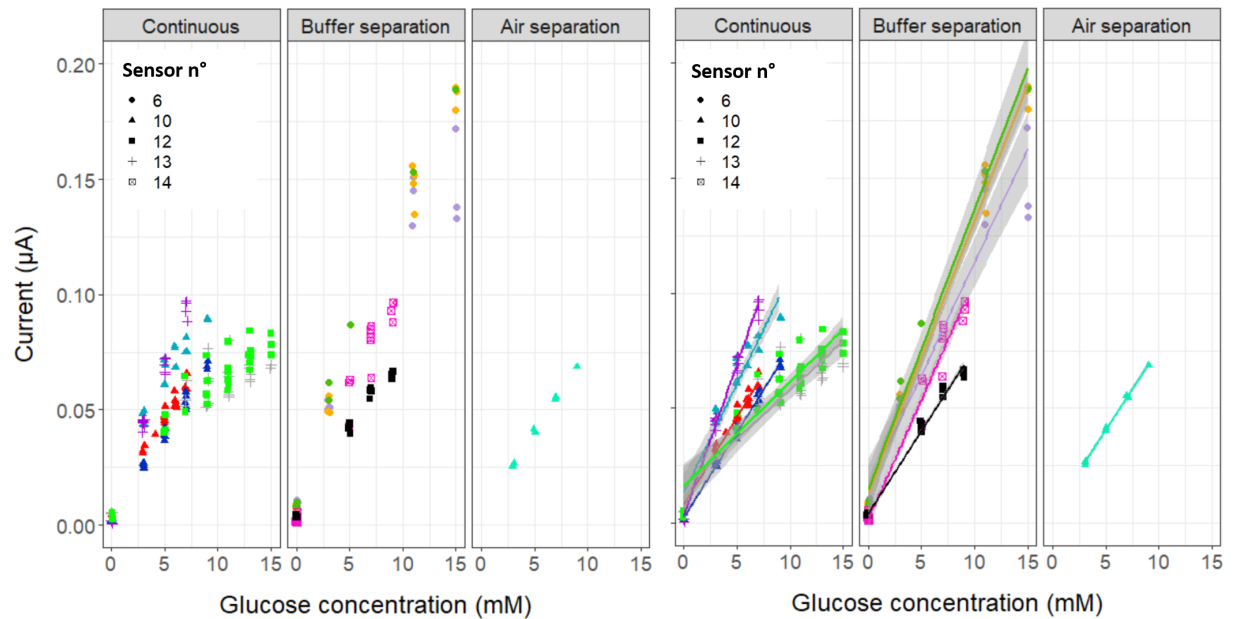 Continuous Buffer separation Air separation
Sensor n°
6
10
12
13
14
0.20
0.15
0.10
0.05
0.00
Current (µA)
0 5 10 15 0 5 10 15 0 5 10 15
Glucose concentration (mM)
Continuous Buffer separation Air separation
Sensor n°
6
10
12
13
14
0 5 10 15 0 5 10 15 0 5 10 15
Glucose concentration (mM)